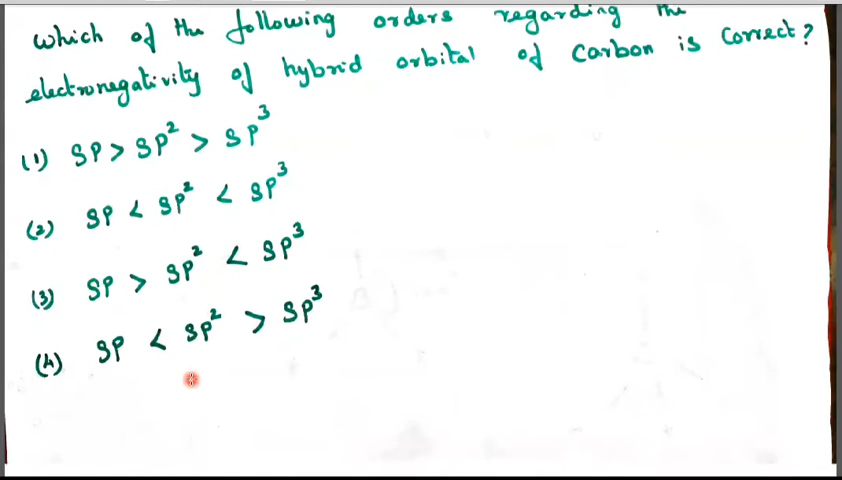 which of the following orders regarding the
electronegativity of hybrid orbital of carbon is correct?
(1) SP > SP² > SP³
(2) SP < SP² < SP³
(3) SP > SP² < SP³
(4) SP < SP² > SP³